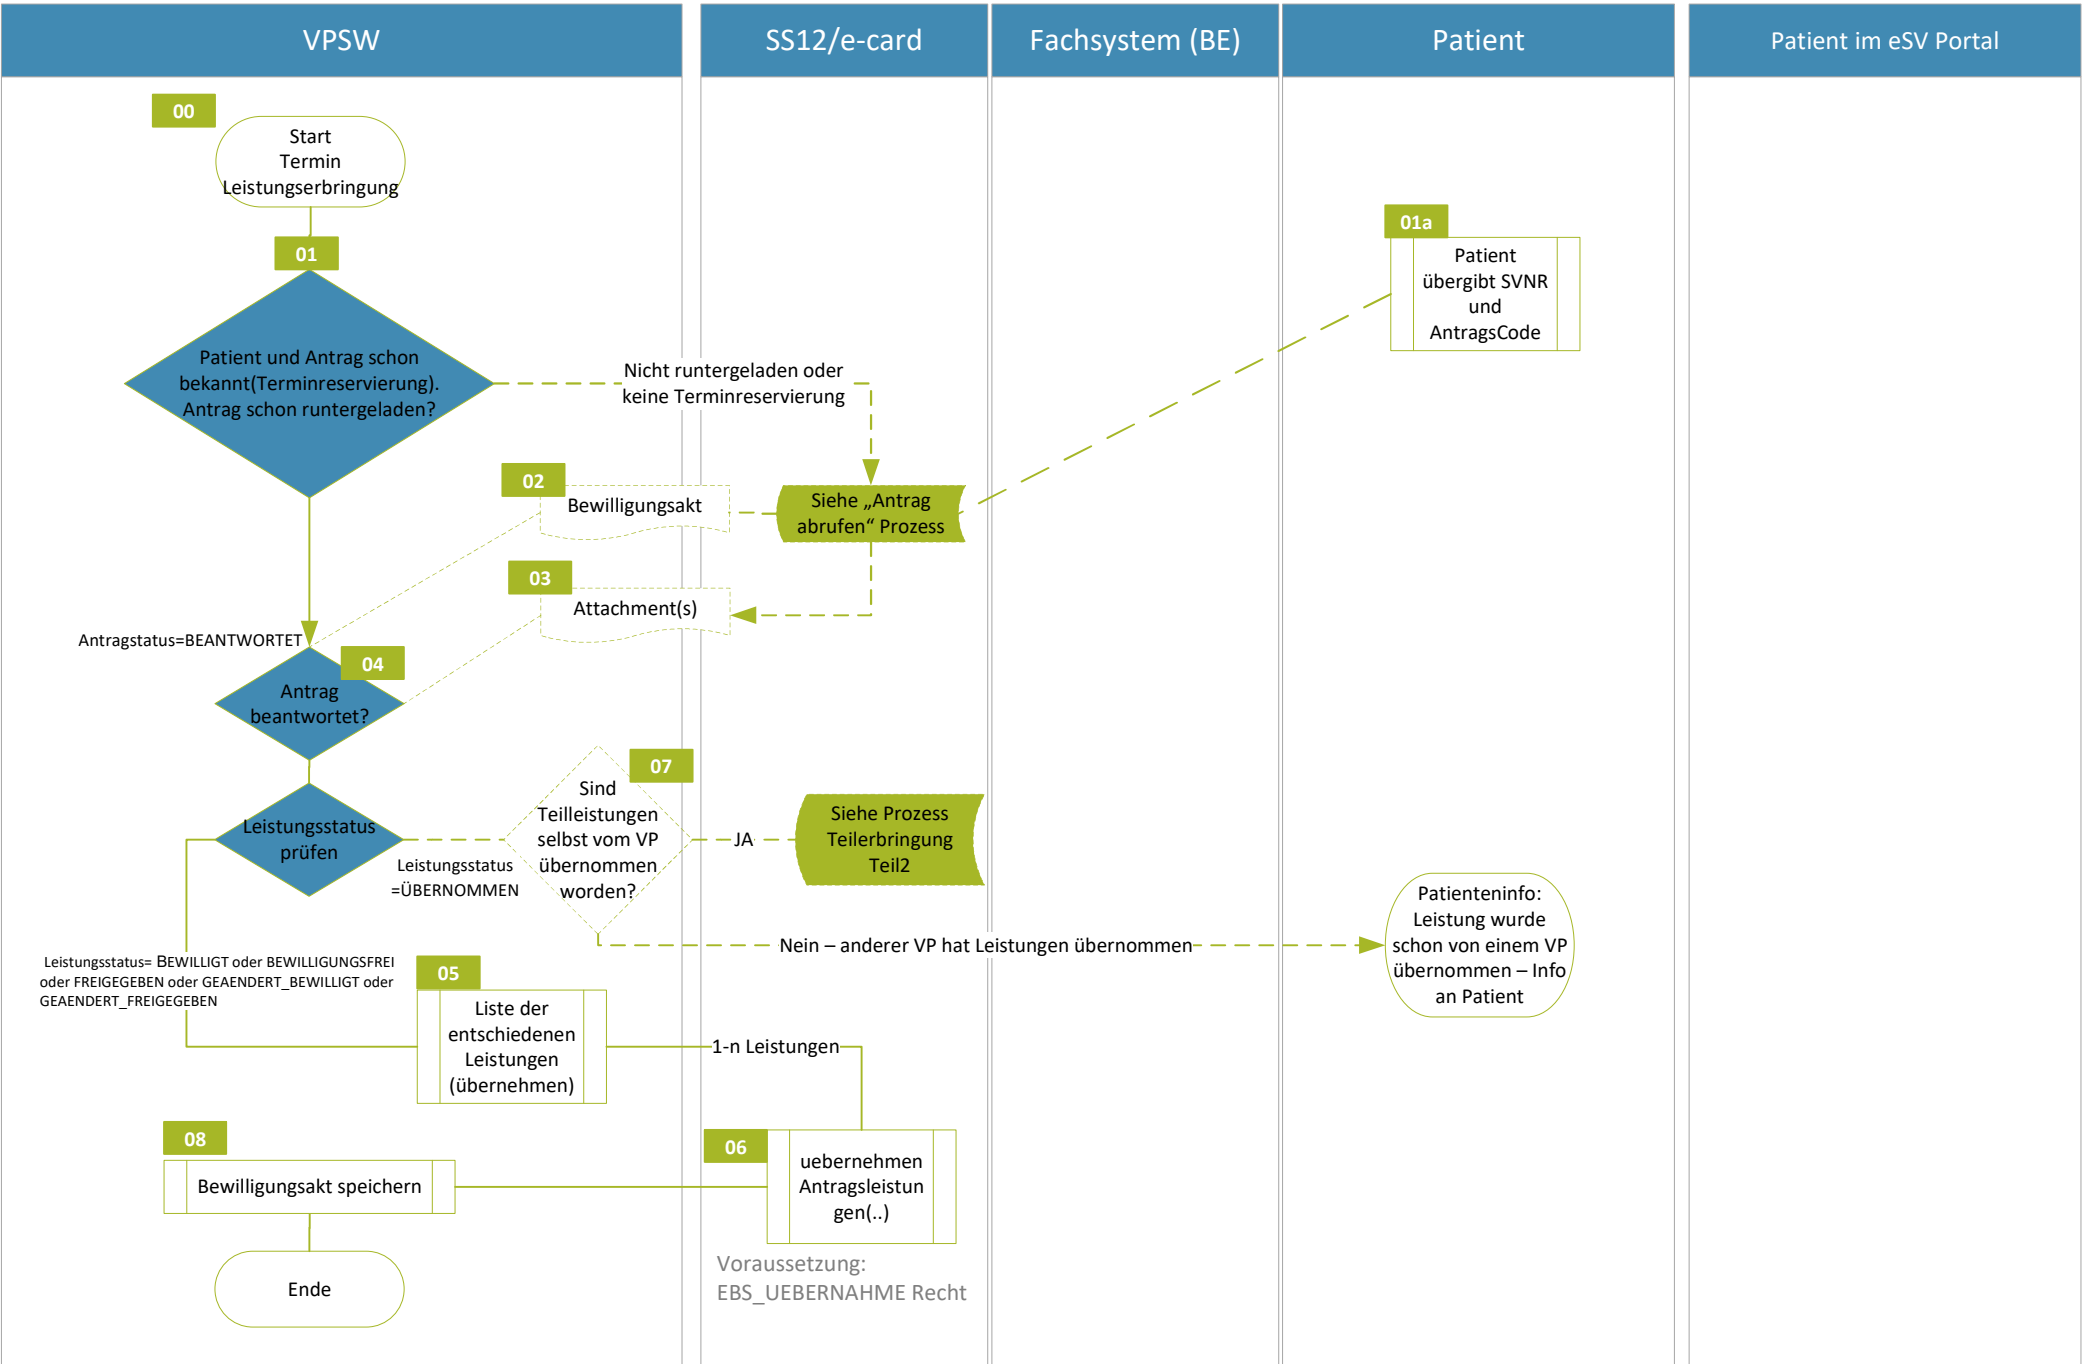 VPSW
SS12/e-card
Fachsystem (BE)
Patient
Patient im eSV Portal
00
Start
Termin
Leistungserbringung
01
01a
Patient
übergibt SVNR
und
AntragsCode
Patient und Antrag schon
bekannt(Terminreservierung).
Antrag schon runtergeladen?
Nicht runtergeladen oder
keine Terminreservierung
02
Bewilligungsakt
Siehe „Antrag
abrufen“ Prozess
03
Attachment(s)
Antragstatus=BEANTWORTET
04
Antrag
beantwortet?
07
Sind
Teilleistungen
selbst vom VP
übernommen
worden?
JA
Siehe Prozess
Teilerbringung
Teil2
Leistungsstatus
prüfen
Leistungsstatus
=ÜBERNOMMEN
Patienteninfo:
Leistung wurde
schon von einem VP
übernommen – Info
an Patient
Nein – anderer VP hat Leistungen übernommen
Leistungsstatus= BEWILLIGT oder BEWILLIGUNGSFREI
oder FREIGEGEBEN oder GEAENDERT_BEWILLIGT oder
GEAENDERT_FREIGEGEBEN
05
Liste der
entschiedenen
Leistungen
(übernehmen)
1-n Leistungen
08
Bewilligungsakt speichern
06
uebernehmen
Antragsleistun
gen(..)
Voraussetzung:
EBS_UEBERNAHME Recht
Ende